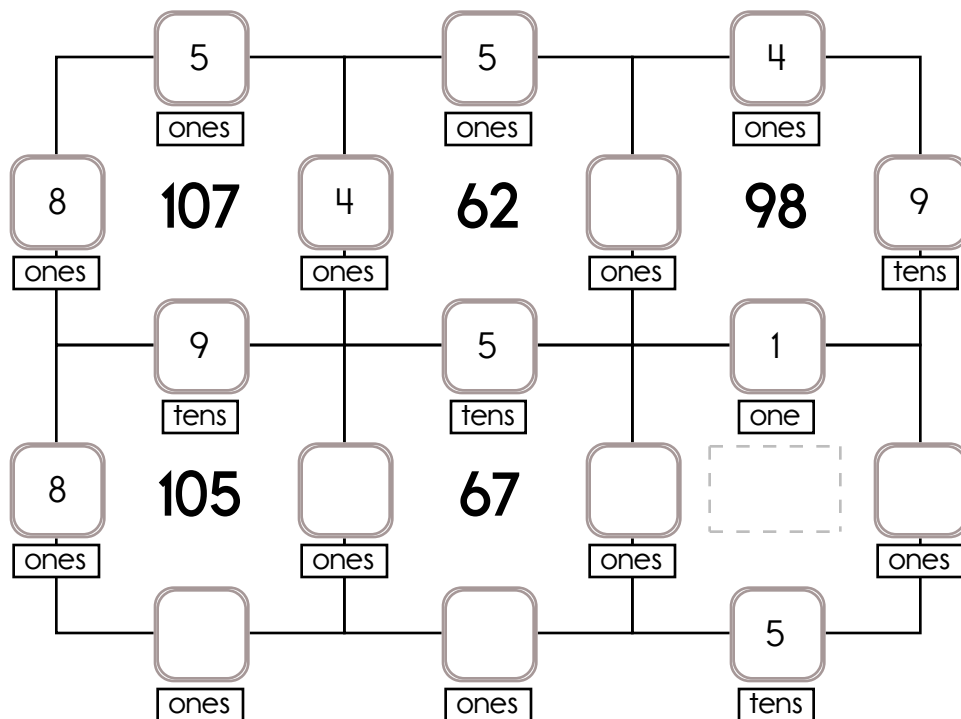 5 5 4
ones ones ones
8 107 4 62 98 9
ones ones ones tens
9 5 1
tens tens one
8 105 67
ones ones ones ones
5
ones ones tens